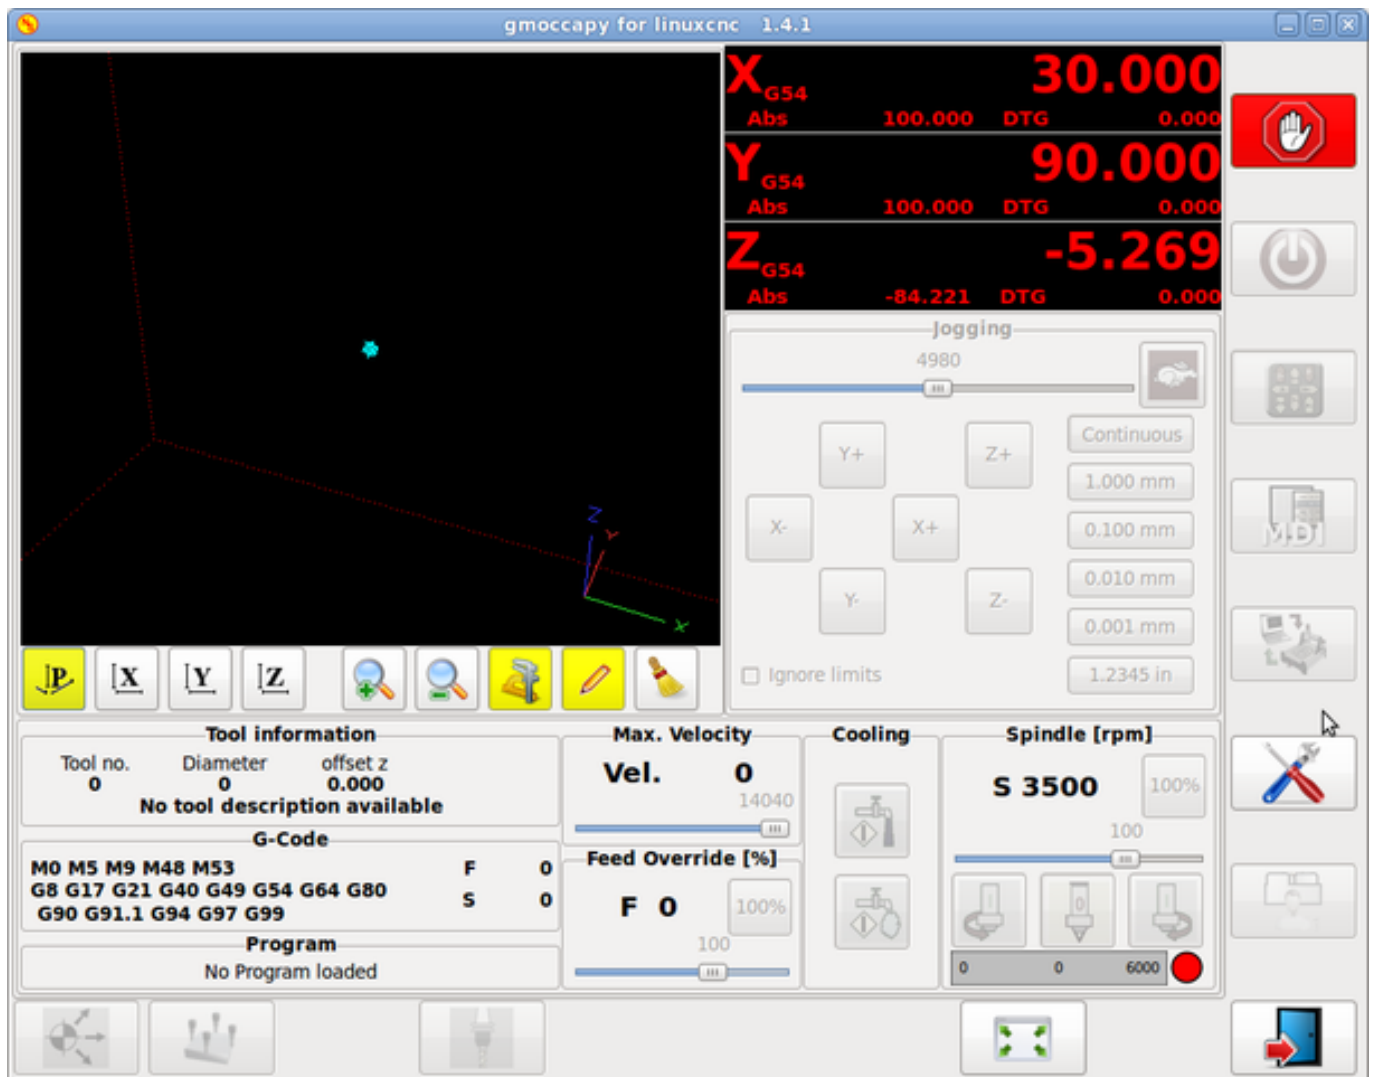 gmoccapy for linuxcnc 1.4.1
X G54 30.000
Abs 100.000 DTG 0.000
Y G54 90.000
Abs 100.000 DTG 0.000
Z G54 -5.269
Abs -84.221 DTG 0.000
Jogging
4980
Continuous
Y+ Z+
1.000 mm
X- X+
0.100 mm
0.010 mm
Y- Z-
0.001 mm
Ignore limits
1.2345 in
Z
Y
X
P X Y Z
MDI
Tool information
Tool no. Diameter offset z
0 0 0.000
No tool description available
G-Code
M0 M5 M9 M48 M53 F 0
G8 G17 G21 G40 G49 G54 G64 G80 S 0
G90 G91.1 G94 G97 G99
Program
No Program loaded
Max. Velocity
Vel. 0
14040
Feed Override [%]
F 0 100%
100
Cooling
Spindle [rpm]
S 3500 100%
100
0
0 0 6000